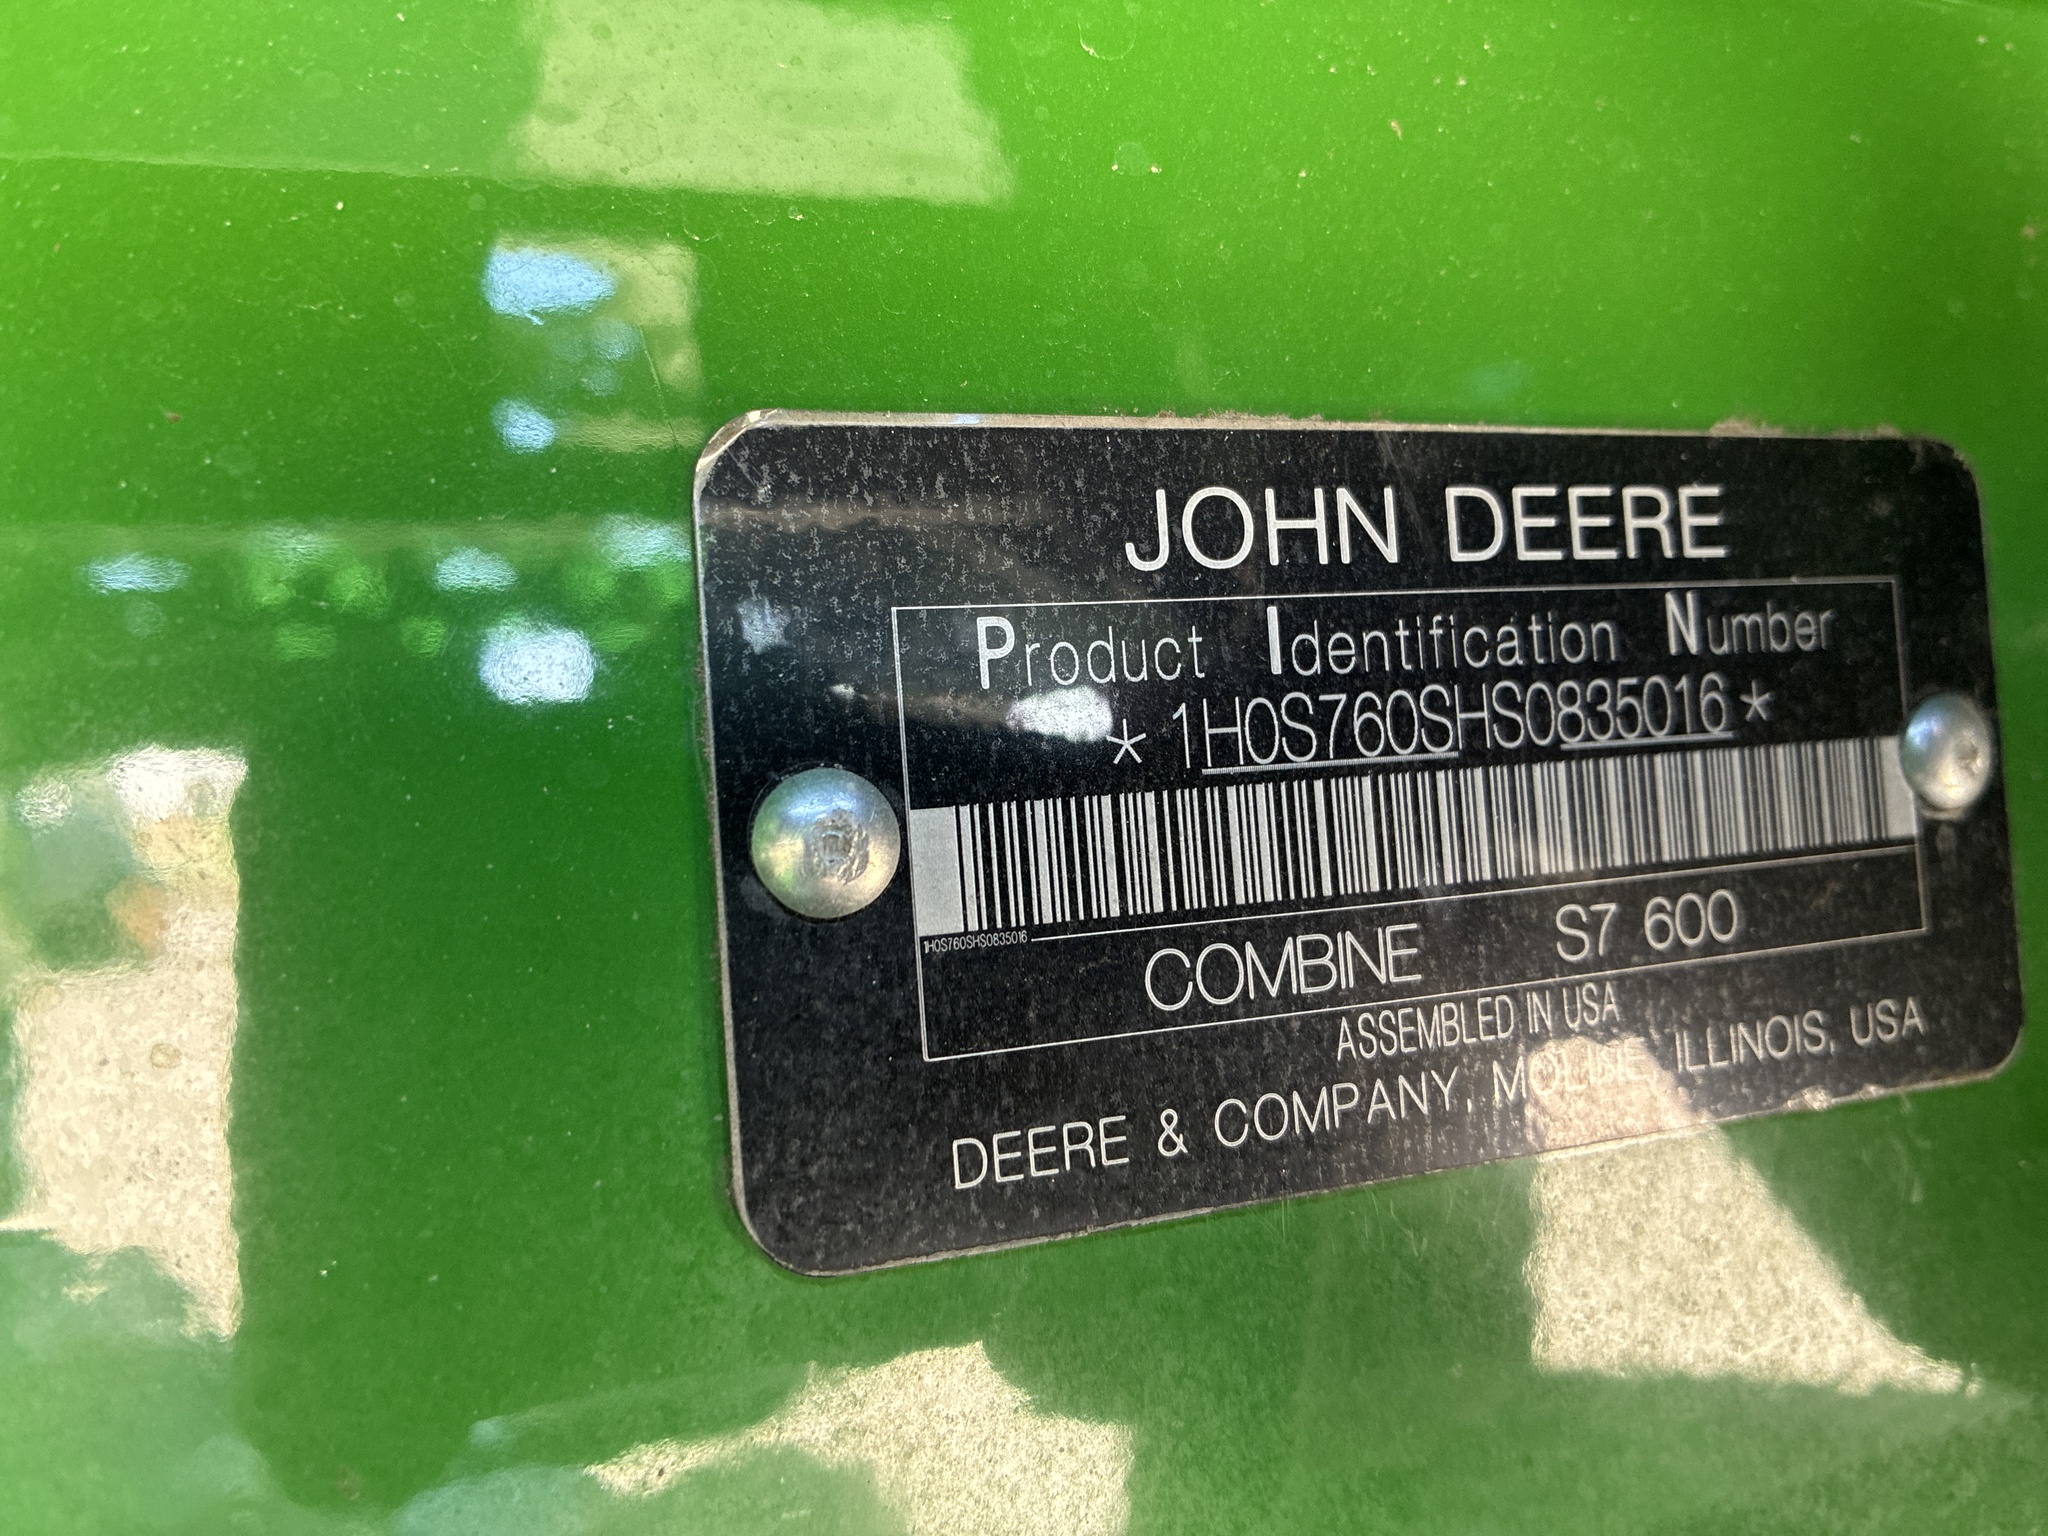 JOHN DEERE
Product Identification Number
* 1H0S760SHS0835016 *
1H0S760SHS0835016
COMBINE S7 600
ASSEMBLED IN USA
DEERE & COMPANY, MOLINE, ILLINOIS, USA